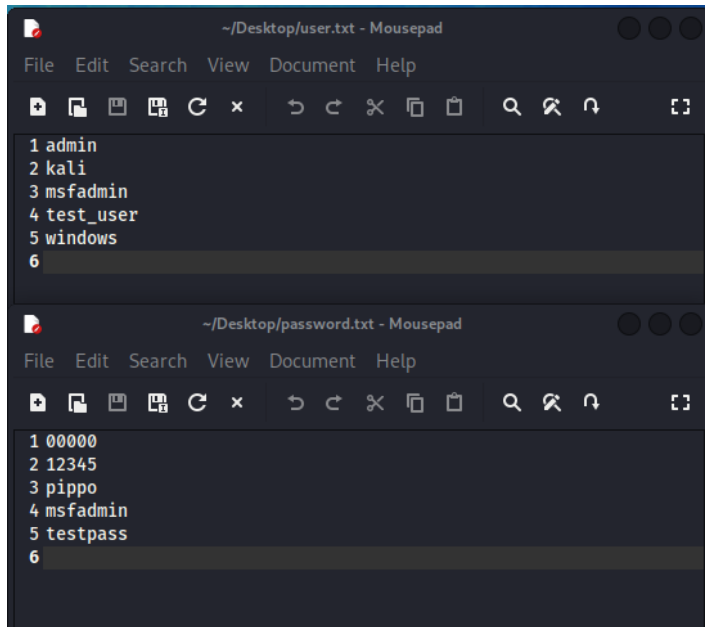 ~/Desktop/user.txt - Mousepad
File Edit Search View Document Help
1 admin
2 kali
3 msfadmin
4 test_user
5 windows
6
~/Desktop/password.txt - Mousepad
File Edit Search View Document Help
1 00000
2 12345
3 pippo
4 msfadmin
5 testpass
6